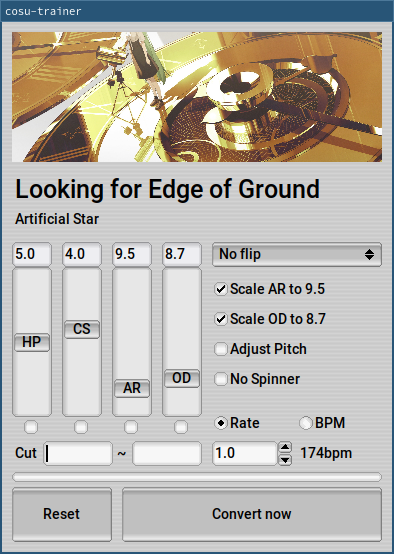 cosu-trainer
Looking for Edge of Ground
Artificial Star
5.0 4.0 9.5 8.7 No flip
Scale AR to 9.5
Scale OD to 8.7
HP CS AR OD
Adjust Pitch
No Spinner
Rate BPM
Cut ~ 1.0 174bpm
Reset Convert now